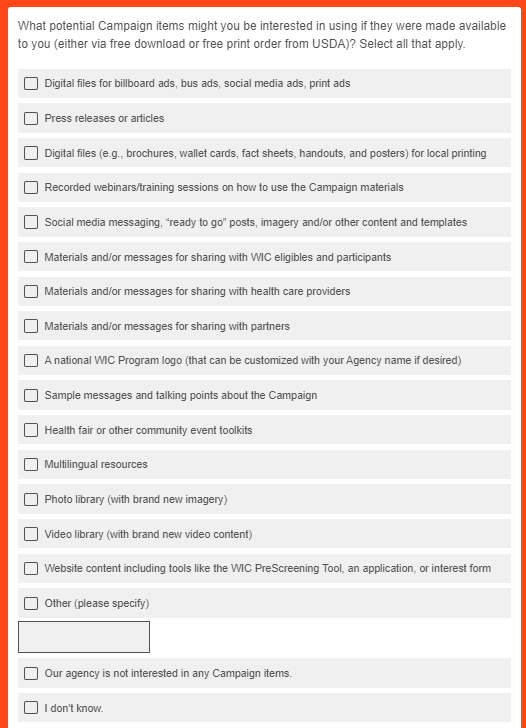 What potential Campaign items might you be interested in using if they were made available
to you (either via free download or free print order from USDA)? Select all that apply.
Digital files for billboard ads, bus ads, social media ads, print ads
Press releases or articles
Digital files (e.g., brochures, wallet cards, fact sheets, handouts, and posters) for local printing
Recorded webinars/training sessions on how to use the Campaign materials
Social media messaging, “ready to go” posts, imagery and/or other content and templates
Materials and/or messages for sharing with WIC eligibles and participants
Materials and/or messages for sharing with health care providers
Materials and/or messages for sharing with partners
A national WIC Program logo (that can be customized with your Agency name if desired)
Sample messages and talking points about the Campaign
Health fair or other community event toolkits
Multilingual resources
Photo library (with brand new imagery)
Video library (with brand new video content)
Website content including tools like the WIC PreScreening Tool, an application, or interest form
Other (please specify)
Our agency is not interested in any Campaign items.
I don't know.